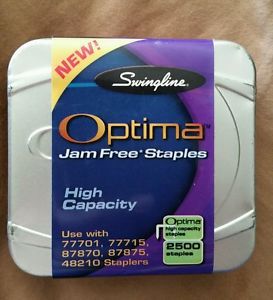 NEW!
Swingline®
Optima™
Jam Free* Staples
High
Capacity
Use with
77701, 77715,
87870, 87875,
48210 Staplers
Optima
high capacity
staples
2500
staples